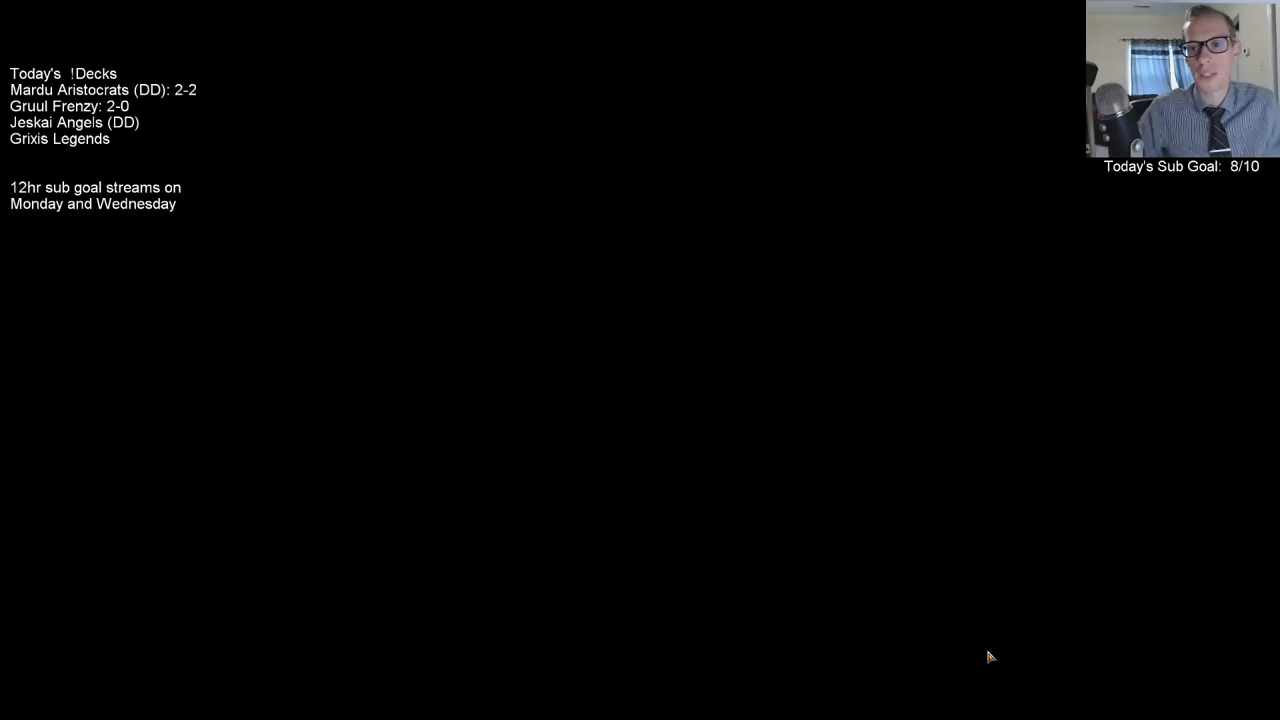 Today's !Decks
Mardu Aristocrats (DD): 2-2
Gruul Frenzy: 2-0
Jeskai Angels (DD)
Grixis Legends
12hr sub goal streams on
Monday and Wednesday
Today's Sub Goal: 8/10